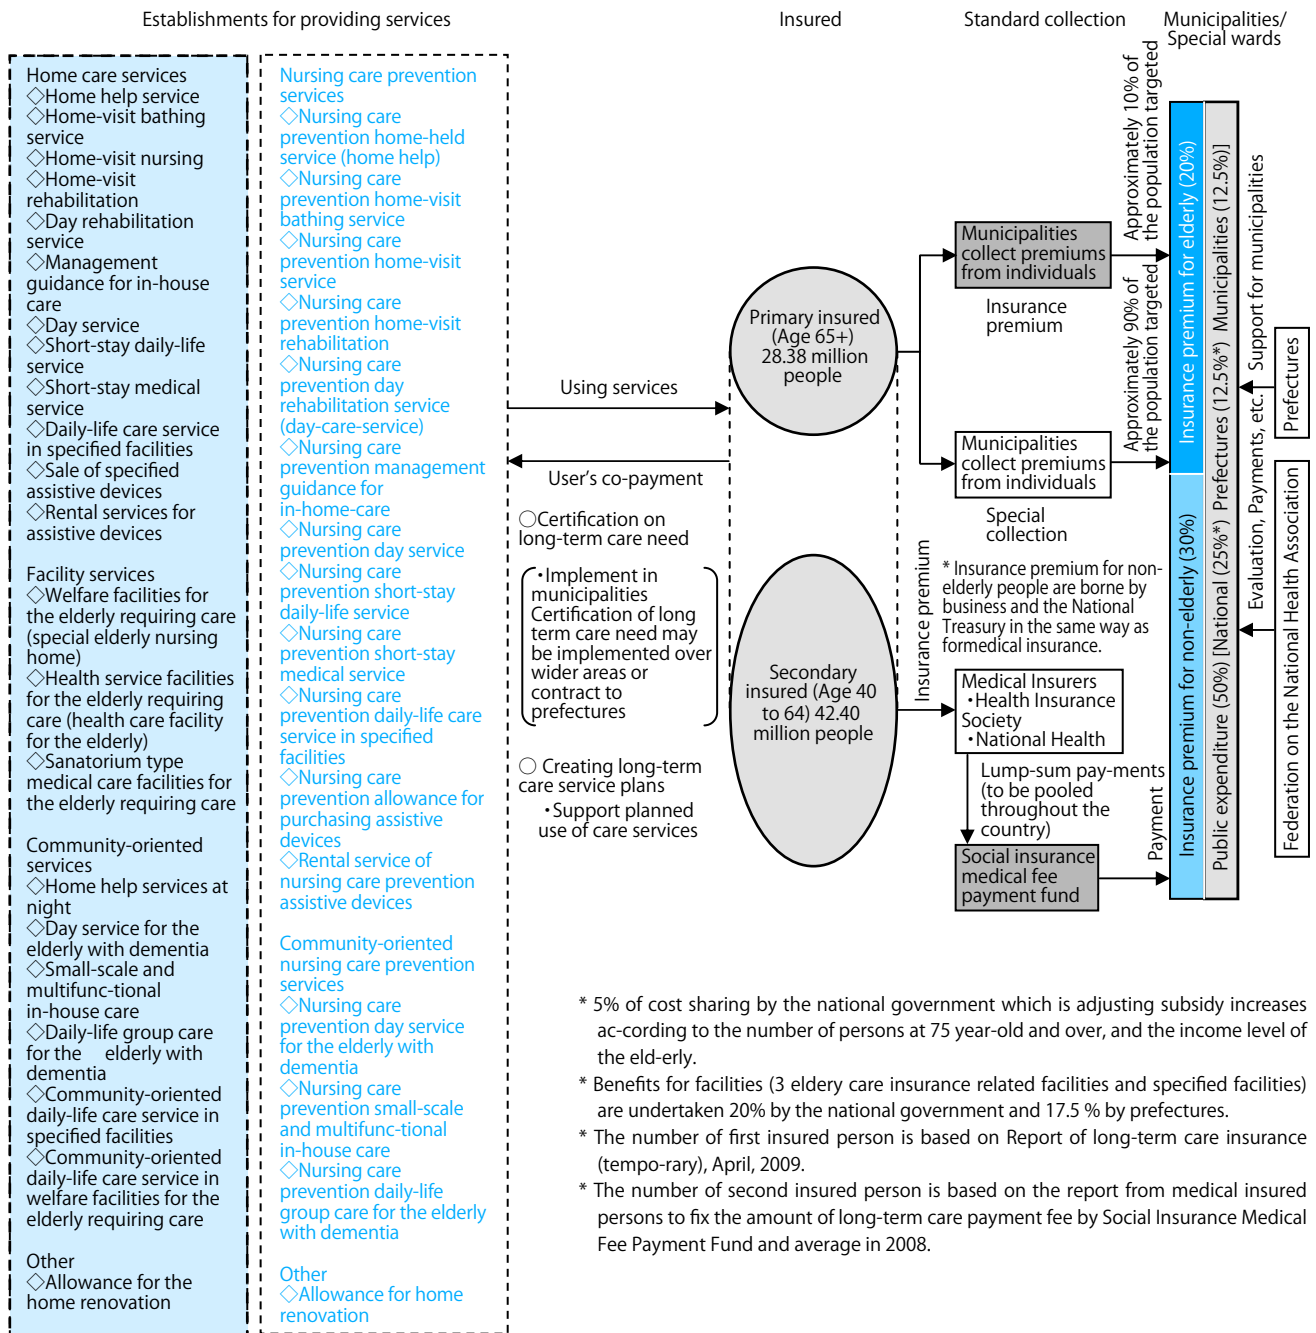 Establishments for providing services
Insured
Standard collection
Municipalities/
Special wards
Home care services
◇Home help service
◇Home-visit bathing
service
◇Home-visit nursing
◇Home-visit
rehabilitation
◇Day rehabilitation
service
◇Management
guidance for in-house
care
◇Day service
◇Short-stay daily-life
service
◇Short-stay medical
service
◇Daily-life care service
in specified facilities
◇Sale of specified
assistive devices
◇Rental services for
assistive devices
Facility services
◇Welfare facilities for
the elderly requiring care
(special elderly nursing
home)
◇Health service facilities
for the elderly requiring
care (health care facility
for the elderly)
◇Sanatorium type
medical care facilities for
the elderly requiring care
Community-oriented
services
◇Home help services at
night
◇Day service for the
elderly with dementia
◇Small-scale and
multifunc-tional
in-house care
◇Daily-life group care
for the elderly with
dementia
◇Community-oriented
daily-life care service in
specified facilities
◇Community-oriented
daily-life care service in
welfare facilities for the
elderly requiring care
Other
◇Allowance for the
home renovation
Nursing care prevention
services
◇Nursing care
prevention home-held
service (home help)
◇Nursing care
prevention home-visit
bathing service
◇Nursing care
prevention home-visit
service
◇Nursing care
prevention home-visit
rehabilitation
◇Nursing care
prevention day
rehabilitation service
(day-care-service)
◇Nursing care
prevention management
guidance for
in-home-care
◇Nursing care
prevention day service
◇Nursing care
prevention short-stay
daily-life service
◇Nursing care
prevention short-stay
medical service
◇Nursing care
prevention daily-life care
service in specified
facilities
◇Nursing care
prevention allowance for
purchasing assistive
devices
◇Rental service of
nursing care prevention
assistive devices
Community-oriented
nursing care prevention
services
◇Nursing care
prevention day service
for the elderly with
dementia
◇Nursing care
prevention small-scale
and multifunc-tional
in-house care
◇Nursing care
prevention daily-life
group care for the elderly
with dementia
Other
◇Allowance for home
renovation
Using services
User's co-payment
○Certification on
long-term care need
・Implement in
municipalities
Certification of long
term care need may
be implemented over
wider areas or
contract to
prefectures
○ Creating long-term
care service plans
・Support planned
use of care services
Primary insured
(Age 65+)
28.38 million
people
Secondary
insured (Age 40
to 64) 42.40
million people
Municipalities
collect premiums
from individuals
Insurance
premium
Municipalities
collect premiums
from individuals
Special
collection
Approximately 10% of
the population targeted
Approximately 90% of
the population targeted
* Insurance premium for non-
elderly people are borne by
business and the National
Treasury in the same way as
formedical insurance.
Insurance premium
Medical Insurers
・Health Insurance
Society
・National Health
Lump-sum pay-ments
(to be pooled
throughout the
country)
Social insurance
medical fee
payment fund
Payment
Insurance premium for elderly (20%)
Insurance premium for non-elderly (30%)
Public expenditure (50%) [National (25%*) Prefectures (12.5%*) Municipalities (12.5%)]
Support for municipalities
Evaluation, Payments, etc.
Prefectures
Federation on the National Health Association
* 5% of cost sharing by the national government which is adjusting subsidy increases
ac-cording to the number of persons at 75 year-old and over, and the income level of
the eld-erly.
* Benefits for facilities (3 eldery care insurance related facilities and specified facilities)
are undertaken 20% by the national government and 17.5 % by prefectures.
* The number of first insured person is based on Report of long-term care insurance
(tempo-rary), April, 2009.
* The number of second insured person is based on the report from medical insured
persons to fix the amount of long-term care payment fee by Social Insurance Medical
Fee Payment Fund and average in 2008.